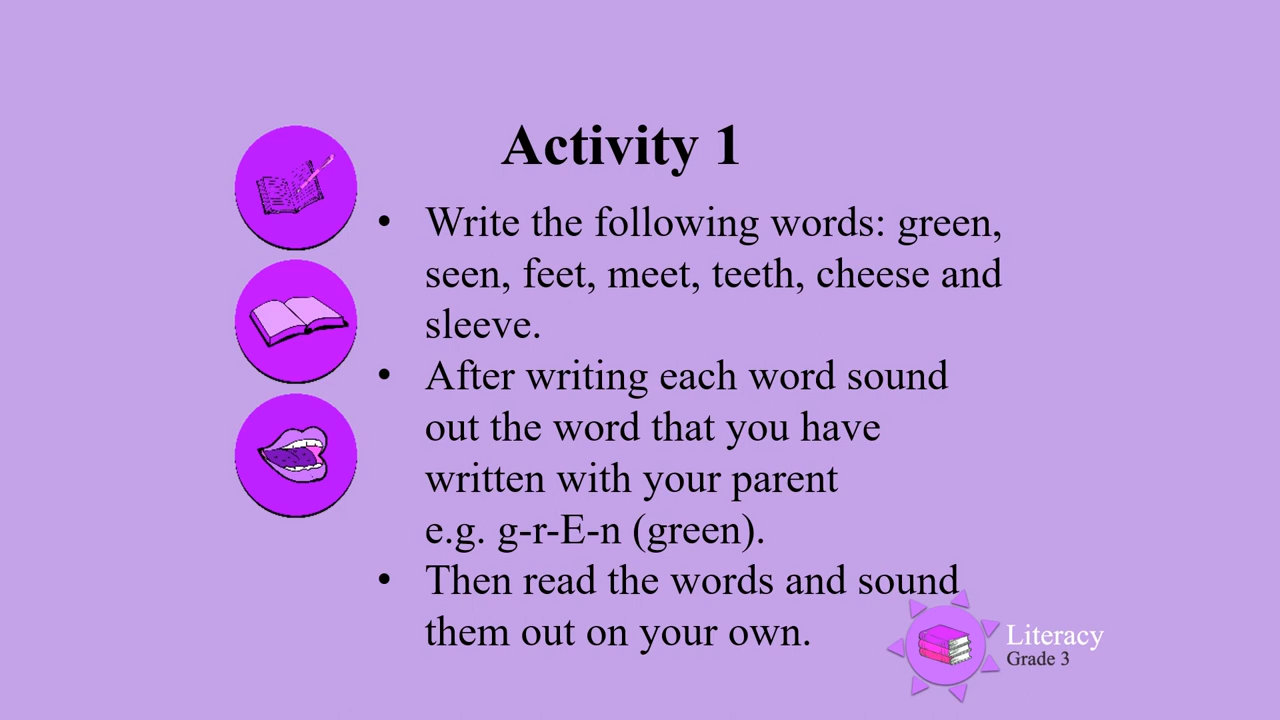 Activity 1
• Write the following words: green,
seen, feet, meet, teeth, cheese and
sleeve.
• After writing each word sound
out the word that you have
written with your parent
e.g. g-r-E-n (green).
• Then read the words and sound
them out on your own.
Literacy
Grade 3